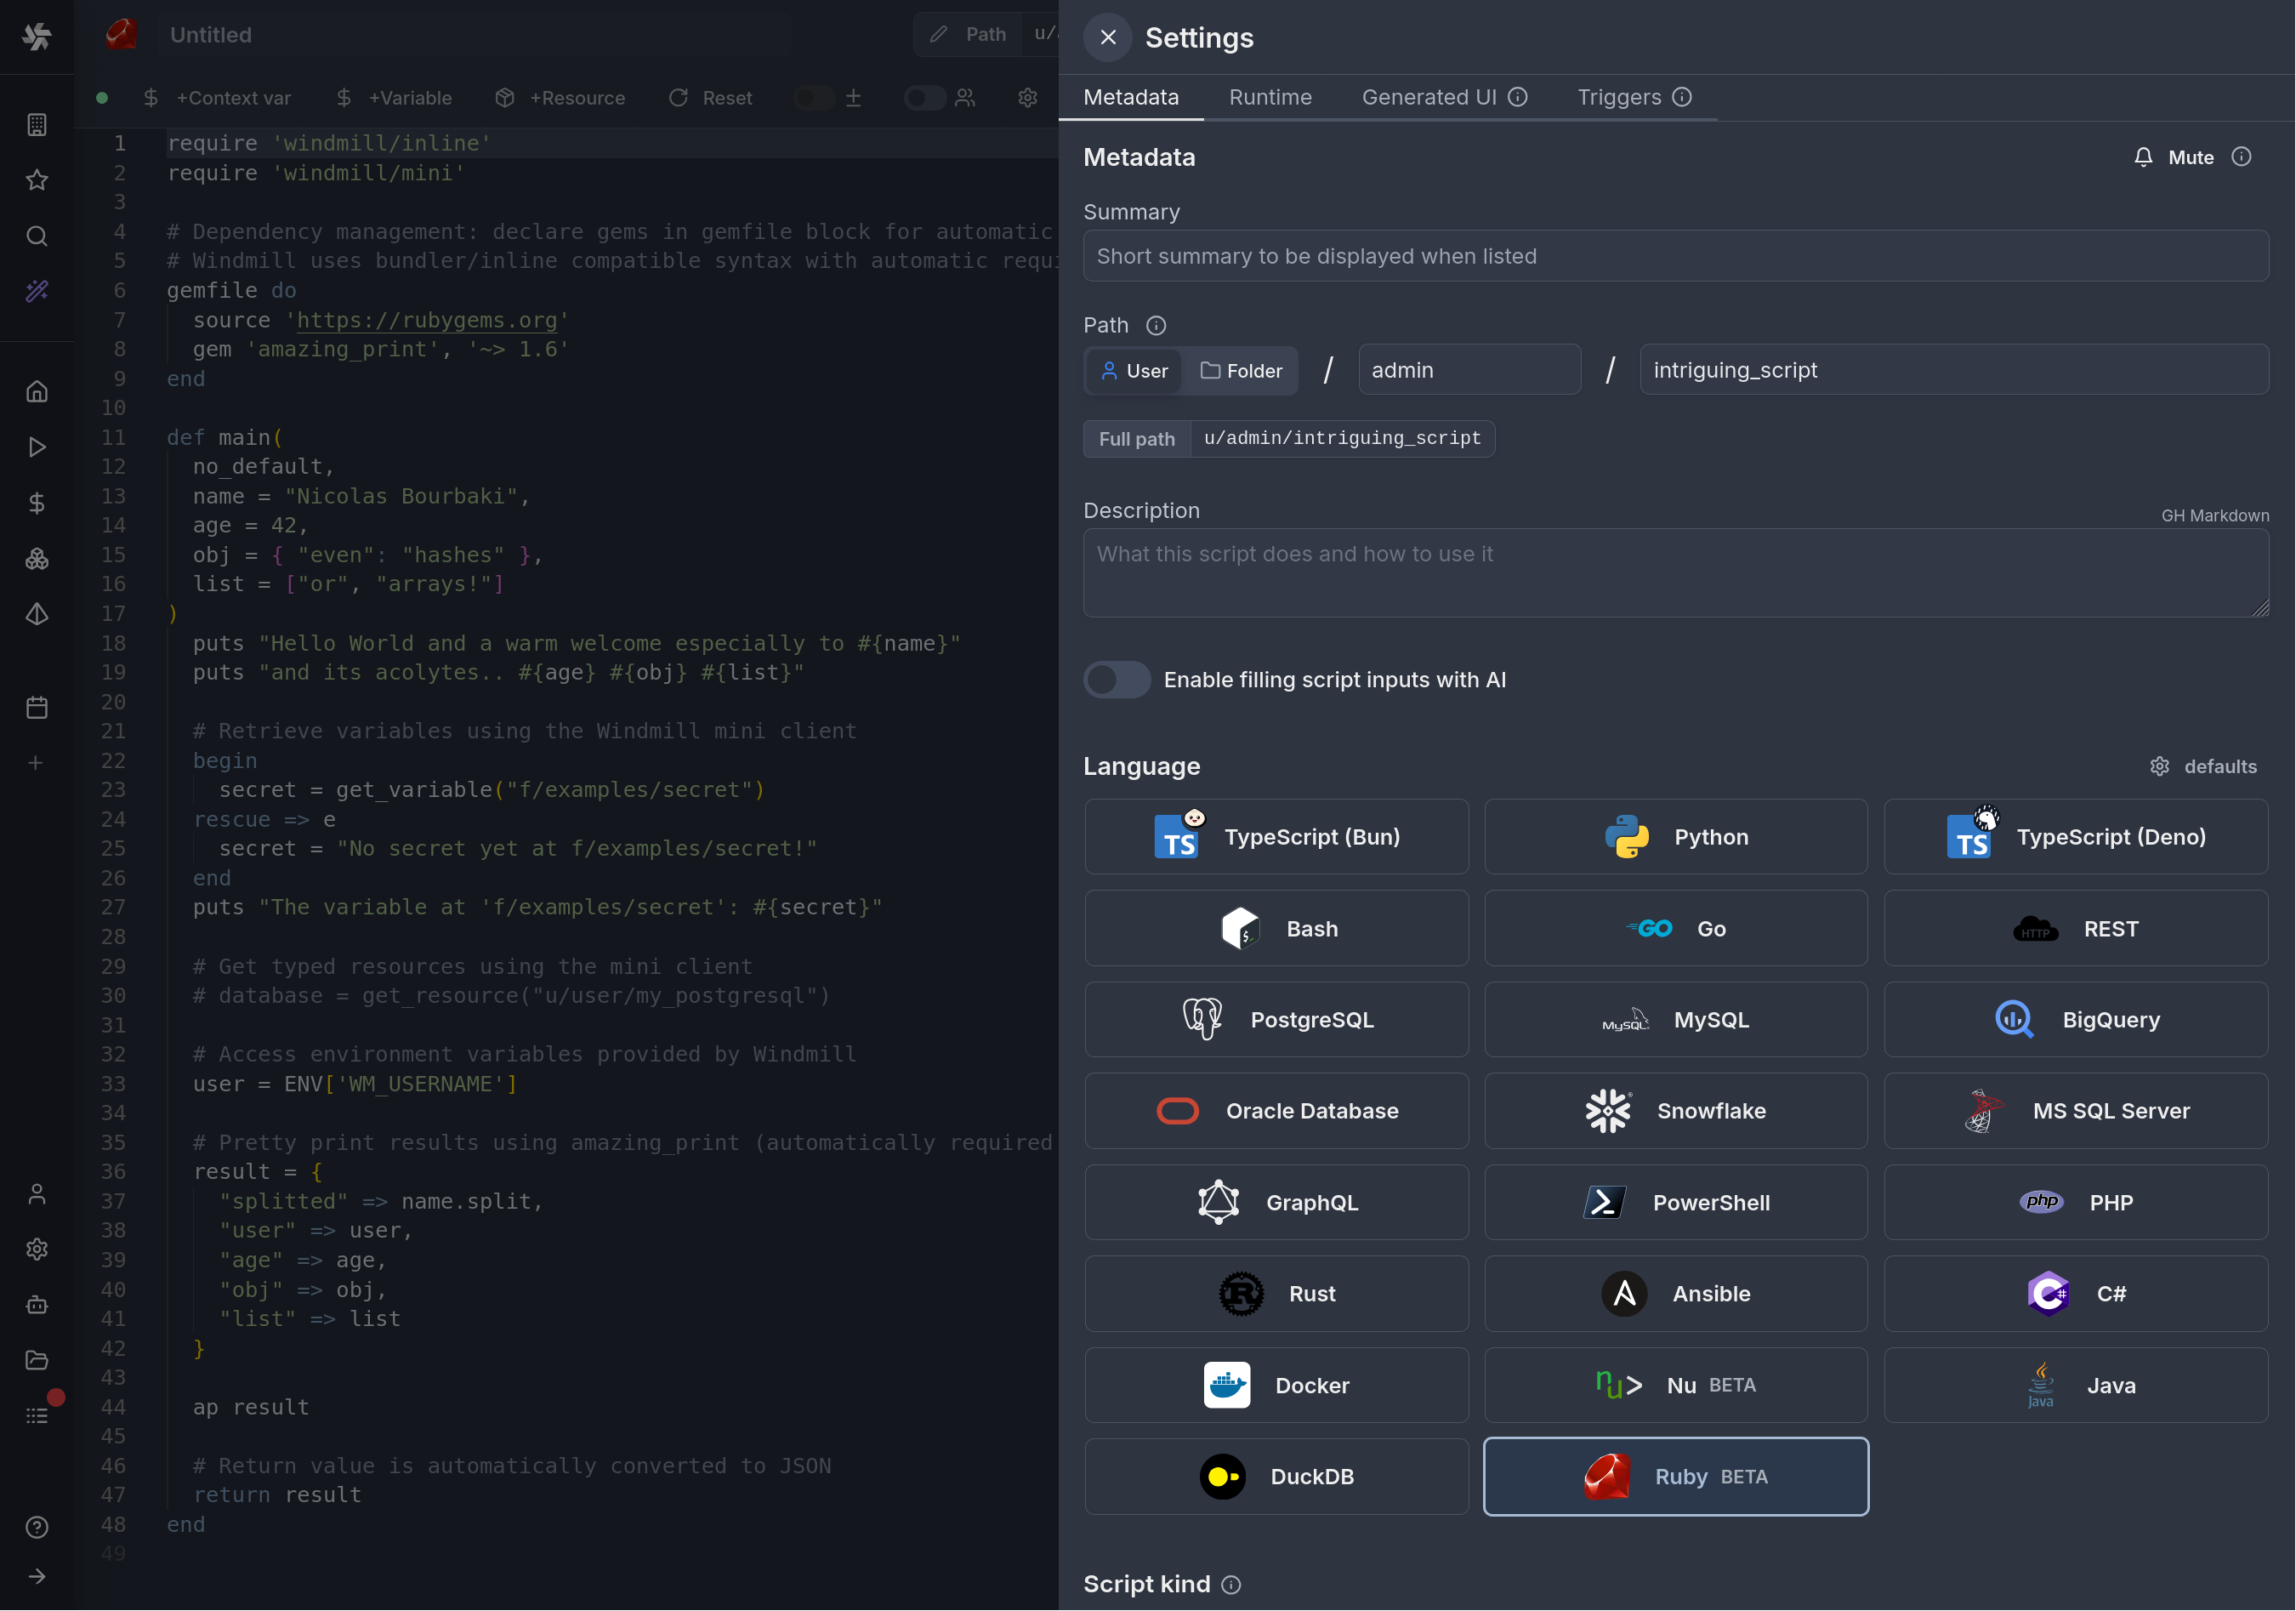 Untitled
Path
u/
+Context var
+Variable
+Resource
Reset
1 require 'windmill/inline'
2 require 'windmill/mini'
3
4 # Dependency management: declare gems in gemfile block for automatic
5 # Windmill uses bundler/inline compatible syntax with automatic requi
6 gemfile do
7 source 'https://rubygems.org'
8 gem 'amazing_print', '~> 1.6'
9 end
10
11 def main(
12 no_default,
13 name = "Nicolas Bourbaki",
14 age = 42,
15 obj = { "even": "hashes" },
16 list = ["or", "arrays!"]
17 )
18 puts "Hello World and a warm welcome especially to #{name}"
19 puts "and its acolytes.. #{age} #{obj} #{list}"
20
21 # Retrieve variables using the Windmill mini client
22 begin
23 secret = get_variable("f/examples/secret")
24 rescue => e
25 secret = "No secret yet at f/examples/secret!"
26 end
27 puts "The variable at 'f/examples/secret': #{secret}"
28
29 # Get typed resources using the mini client
30 # database = get_resource("u/user/my_postgresql")
31
32 # Access environment variables provided by Windmill
33 user = ENV['WM_USERNAME']
34
35 # Pretty print results using amazing_print (automatically required
36 result = {
37 "splitted" => name.split,
38 "user" => user,
39 "age" => age,
40 "obj" => obj,
41 "list" => list
42 }
43
44 ap result
45
46 # Return value is automatically converted to JSON
47 return result
48 end
49
Settings
Metadata
Runtime
Generated UI
Triggers
Metadata
Mute
Summary
Short summary to be displayed when listed
Path
User
Folder
/
admin
/
intriguing_script
Full path
u/admin/intriguing_script
Description
GH Markdown
What this script does and how to use it
Enable filling script inputs with AI
Language
defaults
TS TypeScript (Bun)
Python
TS TypeScript (Deno)
Bash
GO Go
HTTP REST
PostgreSQL
MySQL MySQL
BigQuery
Oracle Database
Snowflake
MS SQL Server
GraphQL
PowerShell
php PHP
R Rust
A Ansible
C# C#
Docker
nu> Nu BETA
Java Java
DuckDB
Ruby BETA
Script kind